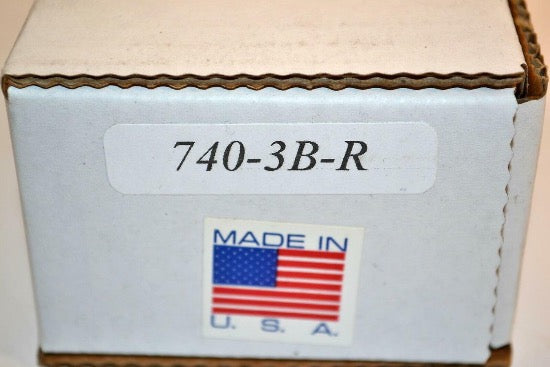 740-3B-R
MADE IN
U. S. A.